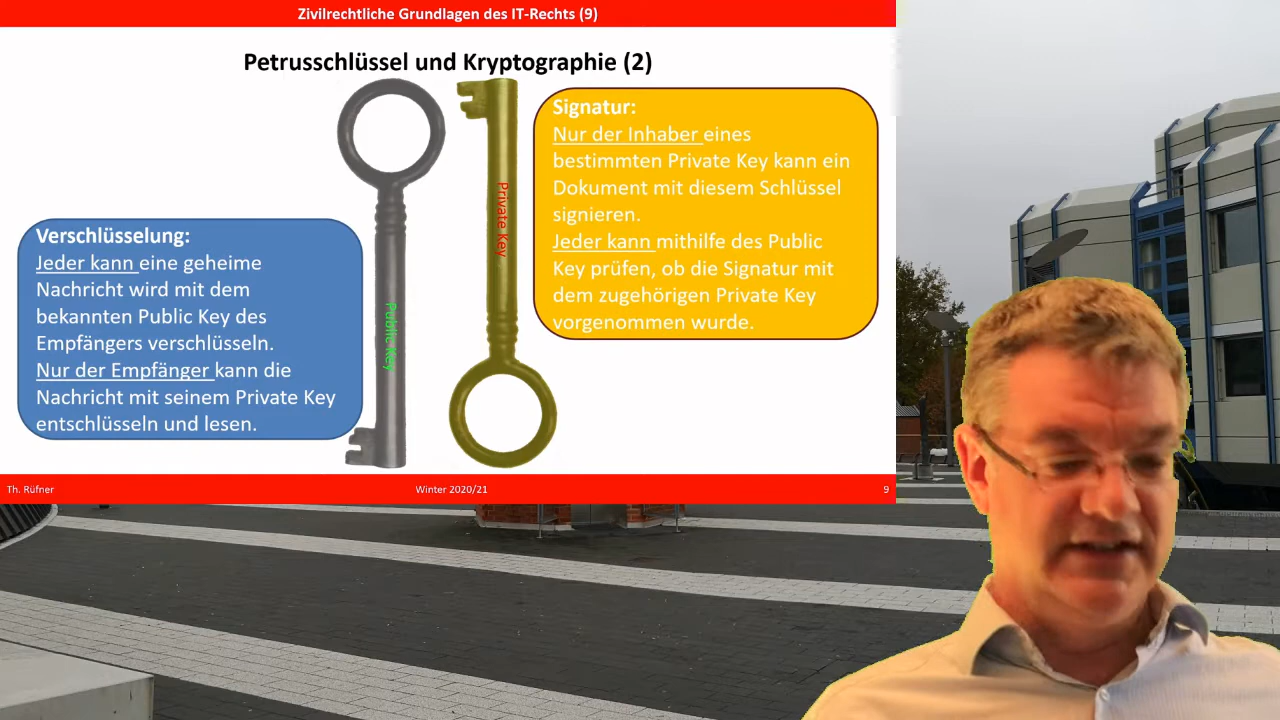 Zivilrechtliche Grundlagen des IT-Rechts (9)
Petrusschlüssel und Kryptographie (2)
Verschlüsselung:
Jeder kann eine geheime
Nachricht wird mit dem
bekannten Public Key des
Empfängers verschlüsseln.
Nur der Empfänger kann die
Nachricht mit seinem Private Key
entschlüsseln und lesen.
Public Key
Private Key
Signatur:
Nur der Inhaber eines
bestimmten Private Key kann ein
Dokument mit diesem Schlüssel
signieren.
Jeder kann mithilfe des Public
Key prüfen, ob die Signatur mit
dem zugehörigen Private Key
vorgenommen wurde.
Th. Rüfner
Winter 2020/21
9